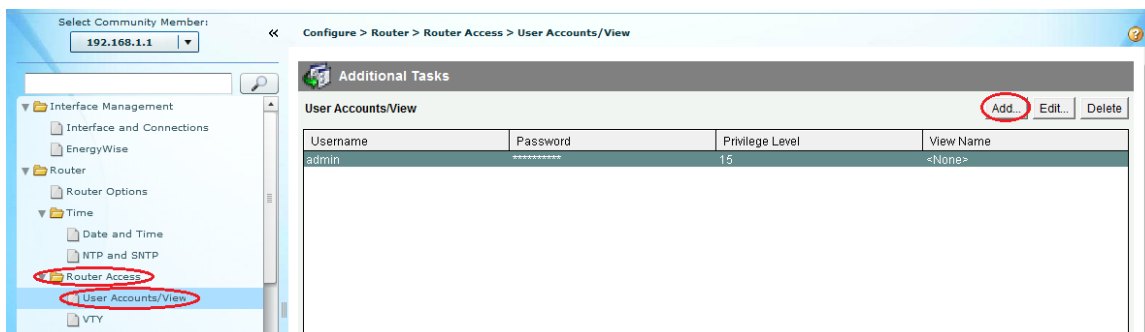 Select Community Member:
192.168.1.1
Configure > Router > Router Access > User Accounts/View
Interface Management
Interface and Connections
EnergyWise
Router
Router Options
Time
Date and Time
NTP and SNTP
Router Access
User Accounts/View
VTY
Additional Tasks
User Accounts/View
Add... Edit... Delete
Username Password Privilege Level View Name
admin ********** 15 <None>